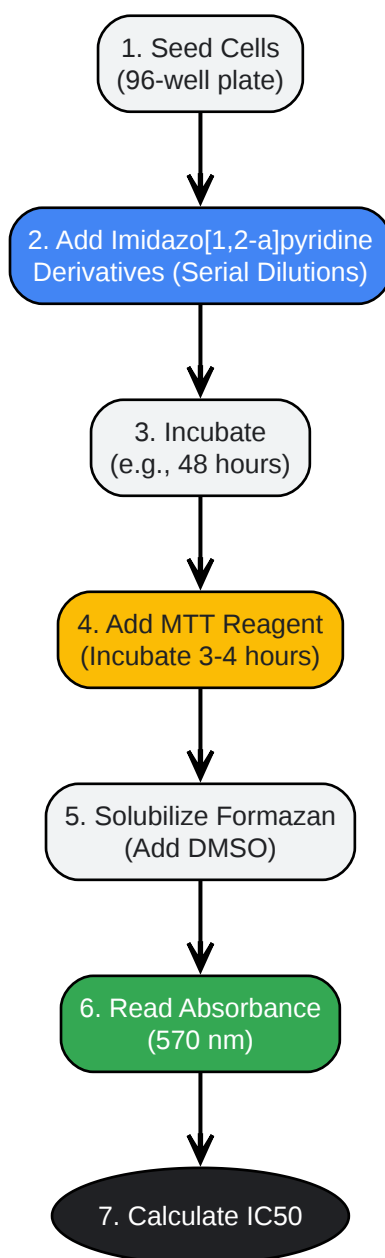 1. Seed Cells
(96-well plate)
2. Add Imidazo[1,2-a]pyridine
Derivatives (Serial Dilutions)
3. Incubate
(e.g., 48 hours)
4. Add MTT Reagent
(Incubate 3-4 hours)
5. Solubilize Formazan
(Add DMSO)
6. Read Absorbance
(570 nm)
7. Calculate IC50